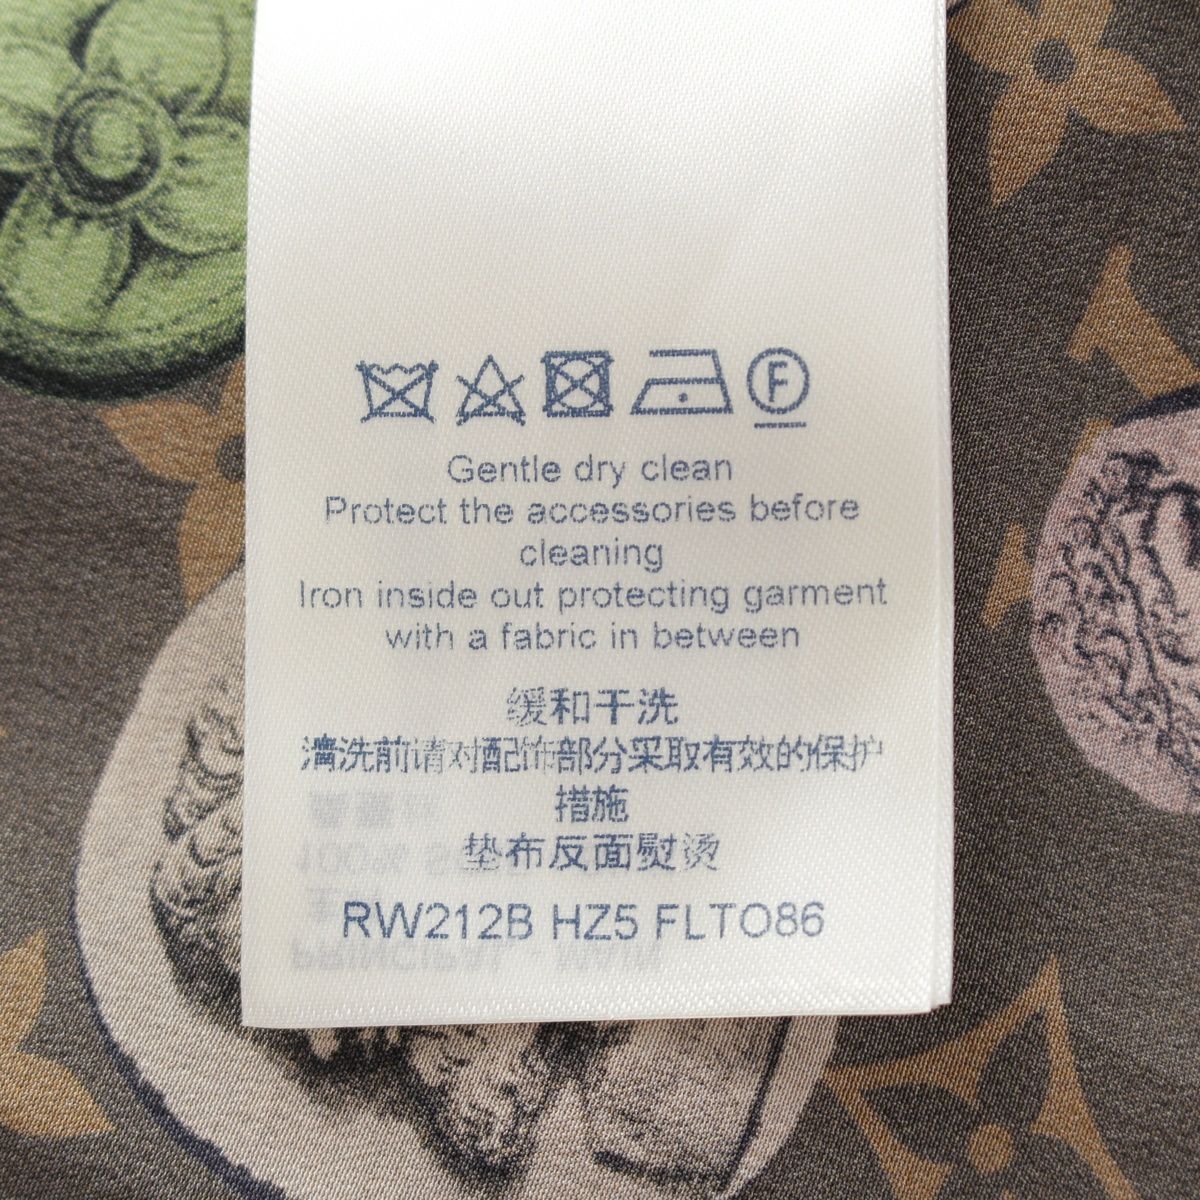 F
Gentle dry clean
Protect the accessories before
cleaning
Iron inside out protecting garment
with a fabric in between
缓和干洗
清洗前请对配饰部分采取有效的保护
措施
垫布反面熨烫
RW212B HZ5 FLTO86